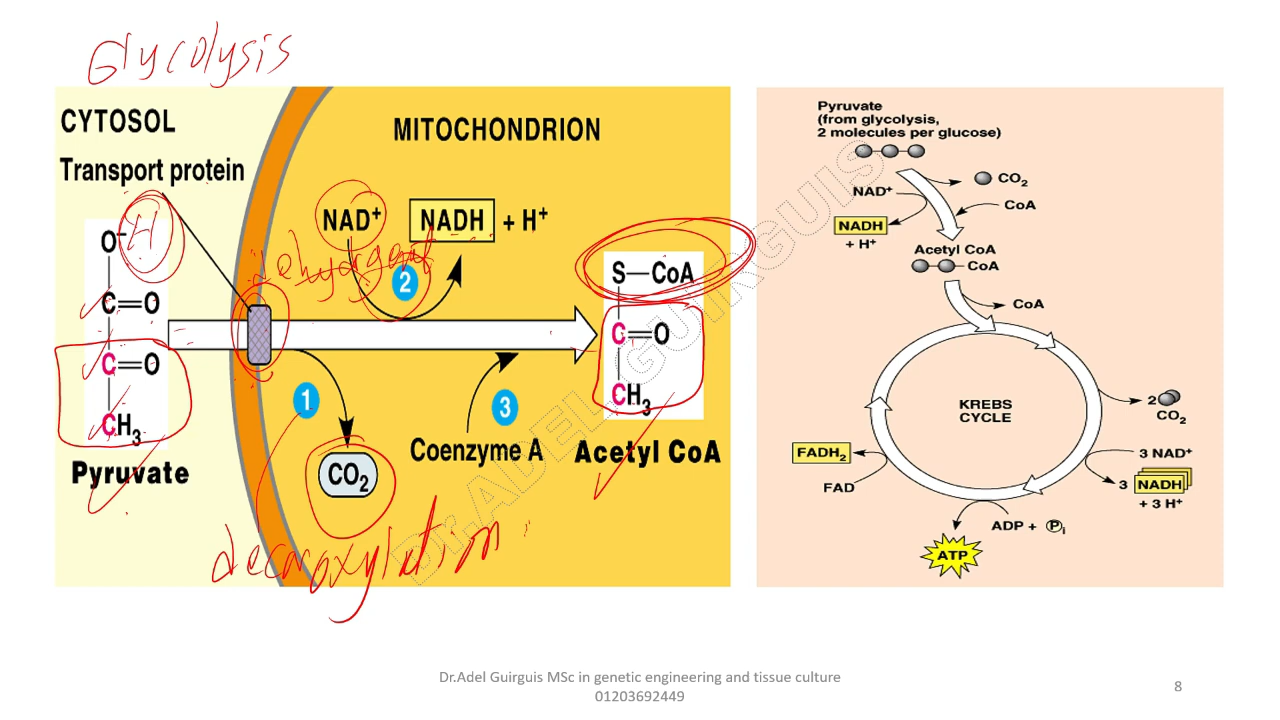 Glycolysis
CYTOSOL
Transport protein
MITOCHONDRION
NAD+
NADH + H+
H
O-
C=O
C=O
CH3
Pyruvate
2
1
CO2
3
Coenzyme A
S—CoA
C=O
CH3
Acetyl CoA
Pyruvate
(from glycolysis,
2 molecules per glucose)
CO2
NAD+
CoA
NADH
+ H+
Acetyl CoA
CoA
CoA
KREBS
CYCLE
2
CO2
3 NAD+
3 NADH
+ 3 H+
FADH2
FAD
ADP + Pi
ATP
Dr.ADEL GUIRGUIS
Dr.Adel Guirguis MSc in genetic engineering and tissue culture
01203692449
8